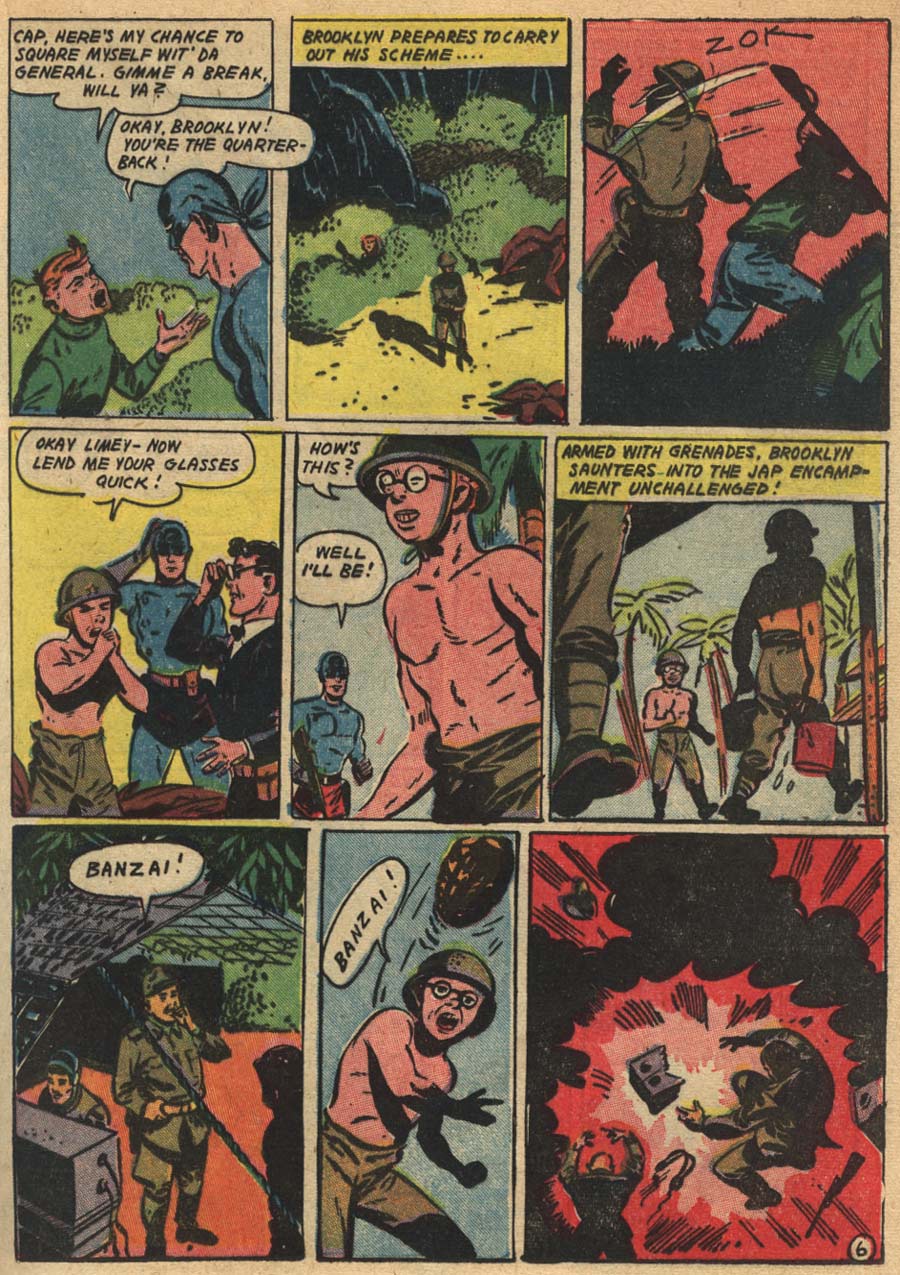 CAP, HERE'S MY CHANCE TO
SQUARE MYSELF WIT' DA
GENERAL. GIMME A BREAK,
WILL YA?
OKAY, BROOKLYN!
YOU'RE THE QUARTER-
BACK!
BROOKLYN PREPARES TO CARRY
OUT HIS SCHEME....
ZOK
OKAY LIMEY- NOW
LEND ME YOUR GLASSES
QUICK!
HOW'S
THIS?
WELL
I'LL BE!
ARMED WITH GRENADES, BROOKLYN
SAUNTERS INTO THE JAP ENCAMP-
MENT UNCHALLENGED!
BANZAI!
BANZAI!
6